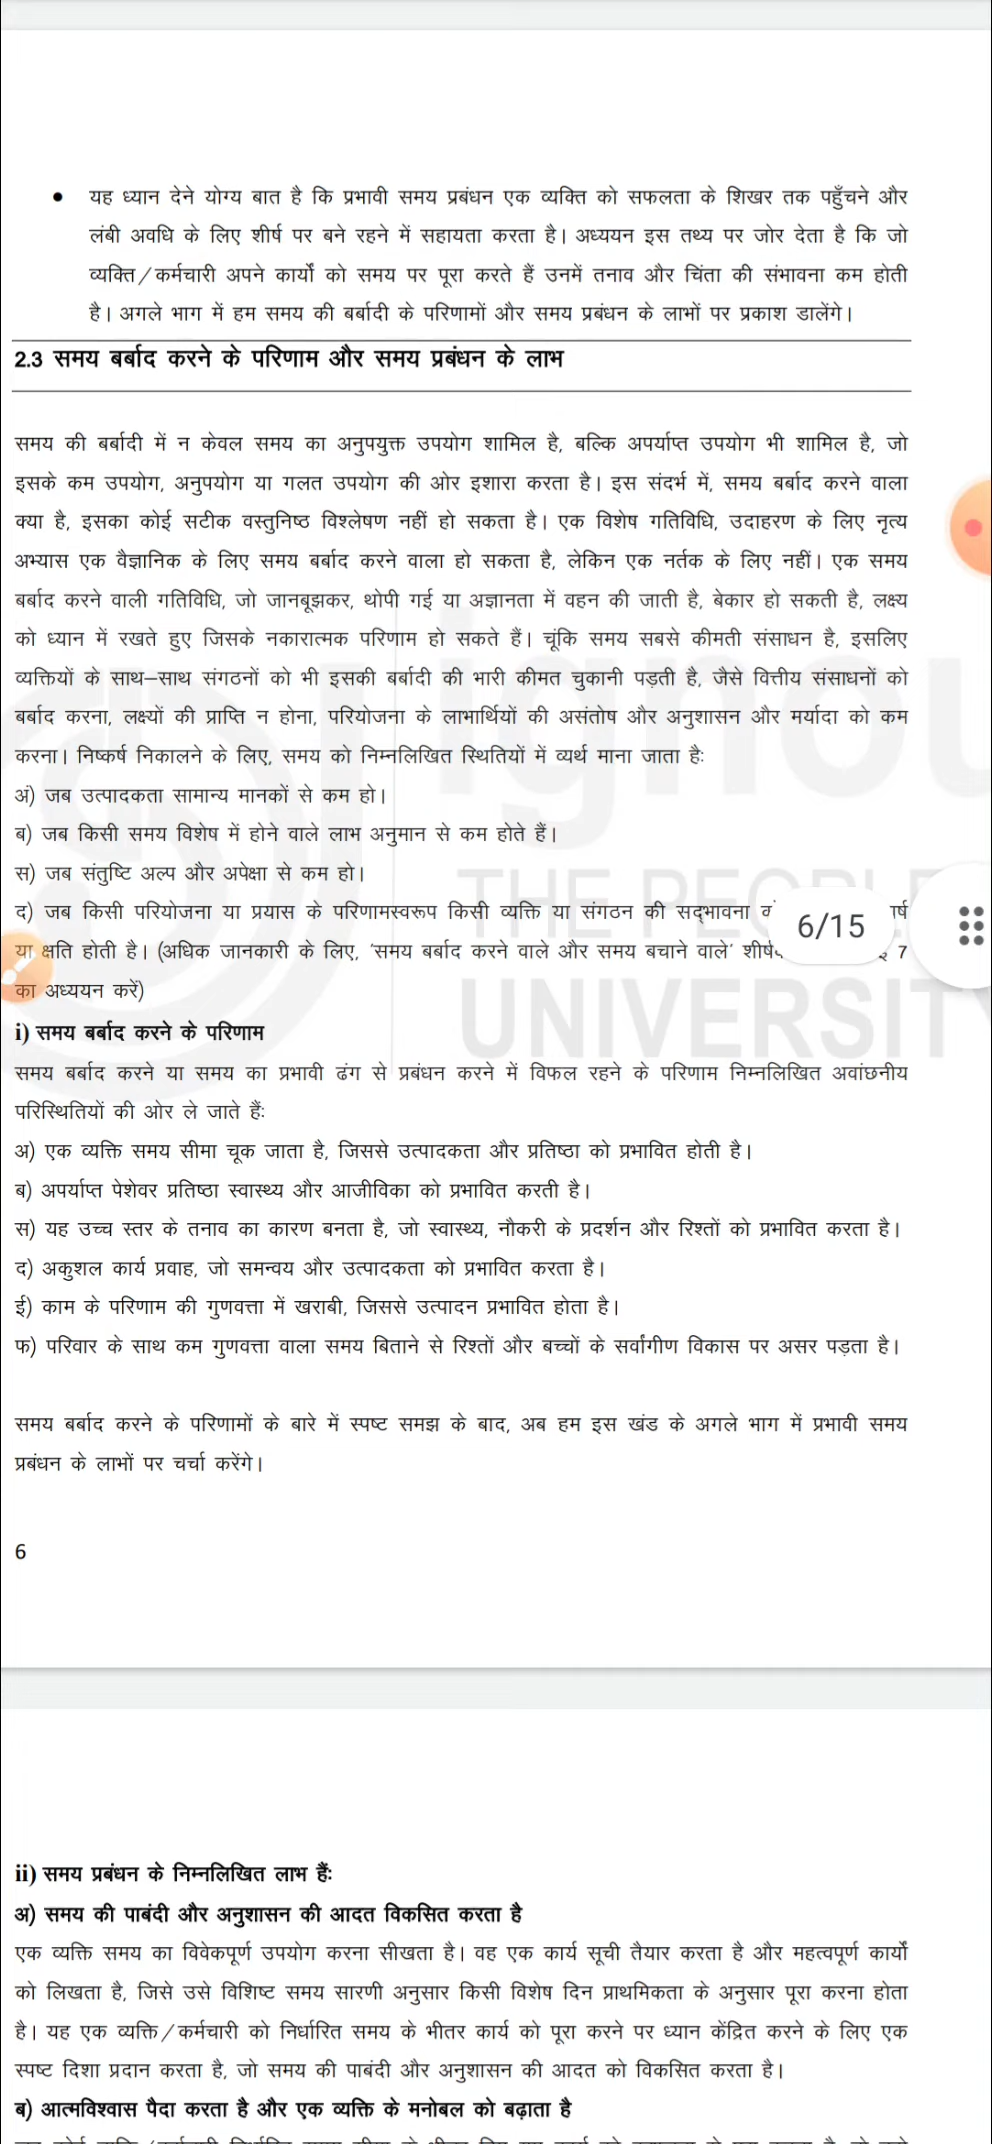 • यह ध्यान देने योग्य बात है कि प्रभावी समय प्रबंधन एक व्यक्ति को सफलता के शिखर तक पहुँचने और
लंबी अवधि के लिए शीर्ष पर बने रहने में सहायता करता है। अध्ययन इस तथ्य पर जोर देता है कि जो
व्यक्ति/कर्मचारी अपने कार्यों को समय पर पूरा करते हैं उनमें तनाव और चिंता की संभावना कम होती
है। अगले भाग में हम समय की बर्बादी के परिणामों और समय प्रबंधन के लाभों पर प्रकाश डालेंगे।
2.3 समय बर्बाद करने के परिणाम और समय प्रबंधन के लाभ
समय की बर्बादी में न केवल समय का अनुपयुक्त उपयोग शामिल है, बल्कि अपर्याप्त उपयोग भी शामिल है, जो
इसके कम उपयोग, अनुपयोग या गलत उपयोग की ओर इशारा करता है। इस संदर्भ में, समय बर्बाद करने वाला
क्या है, इसका कोई सटीक वस्तुनिष्ठ विश्लेषण नहीं हो सकता है। एक विशेष गतिविधि, उदाहरण के लिए नृत्य
अभ्यास एक वैज्ञानिक के लिए समय बर्बाद करने वाला हो सकता है, लेकिन एक नर्तक के लिए नहीं। एक समय
बर्बाद करने वाली गतिविधि, जो जानबूझकर, थोपी गई या अज्ञानता में वहन की जाती है, बेकार हो सकती है, लक्ष्य
को ध्यान में रखते हुए जिसके नकारात्मक परिणाम हो सकते हैं। चूंकि समय सबसे कीमती संसाधन है, इसलिए
व्यक्तियों के साथ–साथ संगठनों को भी इसकी बर्बादी की भारी कीमत चुकानी पड़ती है, जैसे वित्तीय संसाधनों को
बर्बाद करना, लक्ष्यों की प्राप्ति न होना, परियोजना के लाभार्थियों की असंतोष और अनुशासन और मर्यादा को कम
करना। निष्कर्ष निकालने के लिए, समय को निम्नलिखित स्थितियों में व्यर्थ माना जाता है:
अं) जब उत्पादकता सामान्य मानकों से कम हो।
ब) जब किसी समय विशेष में होने वाले लाभ अनुमान से कम होते हैं।
स) जब संतुष्टि अल्प और अपेक्षा से कम हो।
द) जब किसी परियोजना या प्रयास के परिणामस्वरूप किसी व्यक्ति या संगठन की सद्भावना
6/15
या क्षति होती है। (अधिक जानकारी के लिए, ‘समय बर्बाद करने वाले और समय बचाने वाले’ 7
का अध्ययन करें)
i) समय बर्बाद करने के परिणाम
समय बर्बाद करने या समय का प्रभावी ढंग से प्रबंधन करने में विफल रहने के परिणाम निम्नलिखित अवांछनीय
परिस्थितियों की ओर ले जाते हैं:
अ) एक व्यक्ति समय सीमा चूक जाता है, जिससे उत्पादकता और प्रतिष्ठा को प्रभावित होती है।
ब) अपर्याप्त पेशेवर प्रतिष्ठा स्वास्थ्य और आजीविका को प्रभावित करती है।
स) यह उच्च स्तर के तनाव का कारण बनता है, जो स्वास्थ्य, नौकरी के प्रदर्शन और रिश्तों को प्रभावित करता है।
द) अकुशल कार्य प्रवाह, जो समन्वय और उत्पादकता को प्रभावित करता है।
ई) काम के परिणाम की गुणवत्ता में खराबी, जिससे उत्पादन प्रभावित होता है।
फ) परिवार के साथ कम गुणवत्ता वाला समय बिताने से रिश्तों और बच्चों के सर्वांगीण विकास पर असर पड़ता है।
समय बर्बाद करने के परिणामों के बारे में स्पष्ट समझ के बाद, अब हम इस खंड के अगले भाग में प्रभावी समय
प्रबंधन के लाभों पर चर्चा करेंगे।
6
ignou
THE PEOPLE
UNIVERSIT
ii) समय प्रबंधन के निम्नलिखित लाभ हैं:
अ) समय की पाबंदी और अनुशासन की आदत विकसित करता है
एक व्यक्ति समय का विवेकपूर्ण उपयोग करना सीखता है। वह एक कार्य सूची तैयार करता है और महत्वपूर्ण कार्यों
को लिखता है, जिसे उसे विशिष्ट समय सारणी अनुसार किसी विशेष दिन प्राथमिकता के अनुसार पूरा करना होता
है। यह एक व्यक्ति/कर्मचारी को निर्धारित समय के भीतर कार्य को पूरा करने पर ध्यान केंद्रित करने के लिए एक
स्पष्ट दिशा प्रदान करता है, जो समय की पाबंदी और अनुशासन की आदत को विकसित करता है।
ब) आत्मविश्वास पैदा करता है और एक व्यक्ति के मनोबल को बढ़ाता है